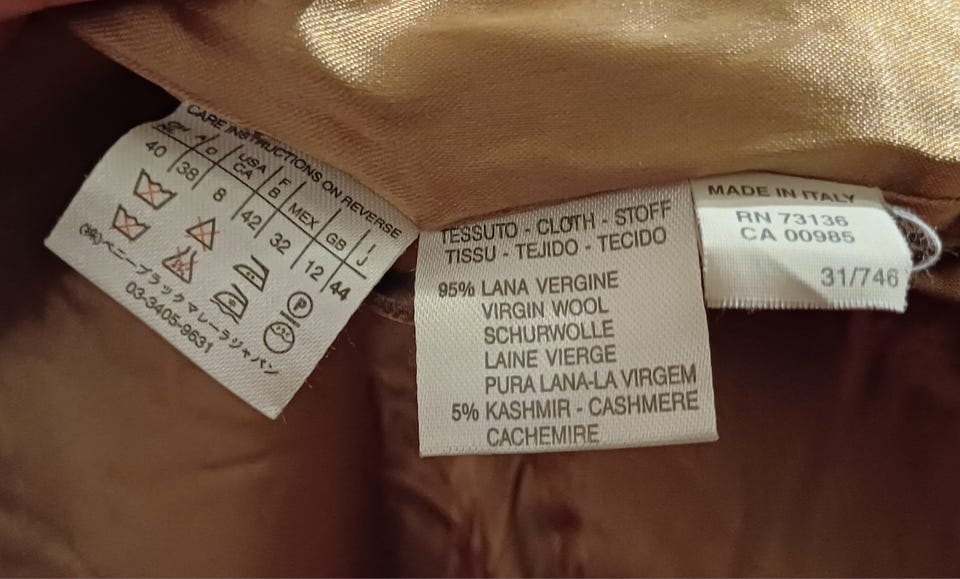 CARE INSTRUCTIONS ON REVERSE
N D USA CA F B MEX GB I J
40 38 8 42 32 12 44
P
(株)ペニーブラックマレーラジャパン
03-3405-9631
TESSUTO - CLOTH - STOFF
TISSU - TEJIDO - TECIDO
95% LANA VERGINE
VIRGIN WOOL
SCHURWOLLE
LAINE VIERGE
PURA LANA-LA VIRGEM
5% KASHMIR - CASHMERE
CACHEMIRE
MADE IN ITALY
RN 73136
CA 00985
31/746